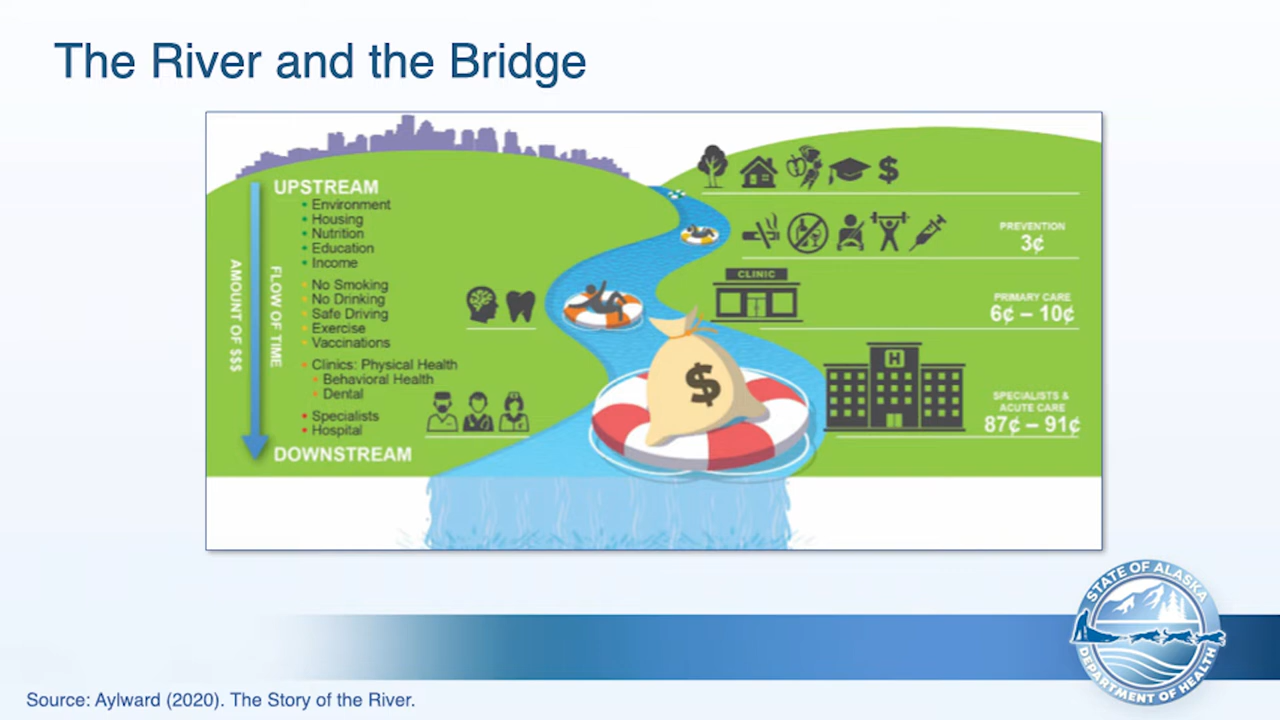 The River and the Bridge
UPSTREAM
• Environment
• Housing
• Nutrition
• Education
• Income
• No Smoking
• No Drinking
• Safe Driving
• Exercise
• Vaccinations
• Clinics: Physical Health
• Behavioral Health
• Dental
• Specialists
• Hospital
DOWNSTREAM
AMOUNT OF $$$
FLOW OF TIME
$
PREVENTION
3¢
CLINIC
PRIMARY CARE
6¢ – 10¢
$
H
SPECIALISTS &
ACUTE CARE
87¢ – 91¢
STATE OF ALASKA
DEPARTMENT OF HEALTH
Source: Aylward (2020). The Story of the River.